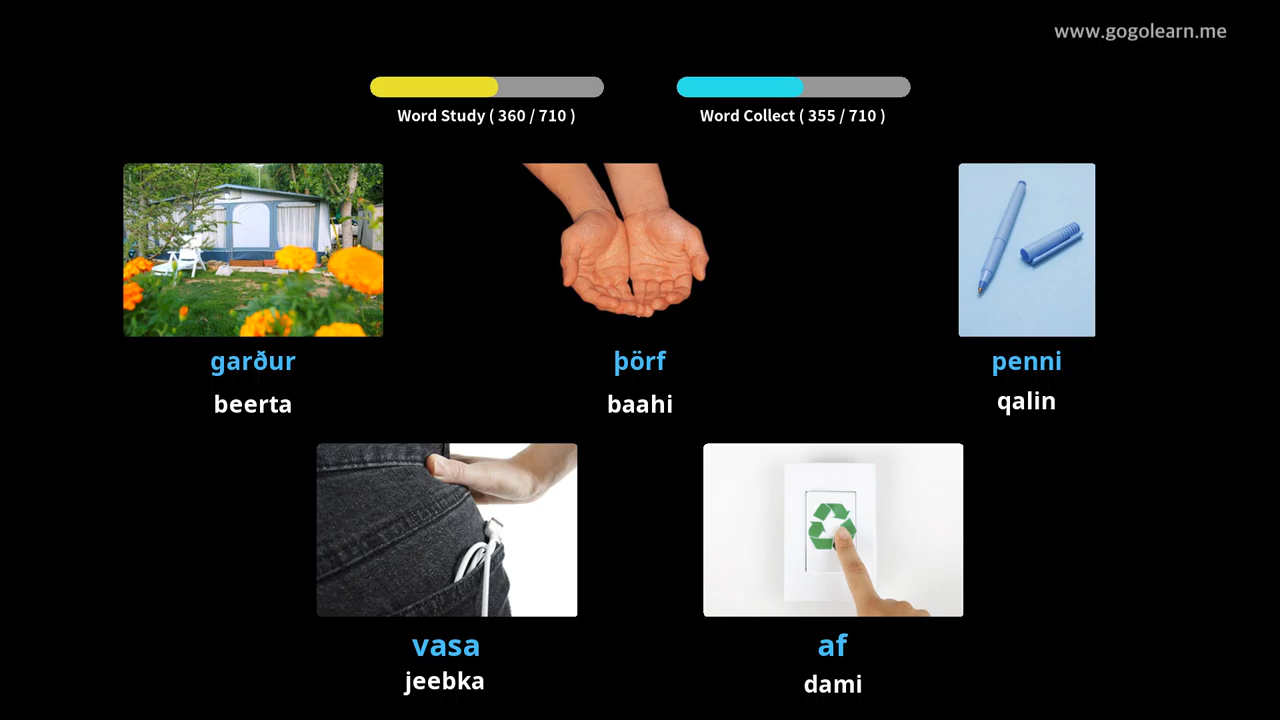 www.gogolearn.me
Word Study ( 360 / 710 )
Word Collect ( 355 / 710 )
garður
þörf
penni
beerta
baahi
qalin
vasa
af
jeebka
dami